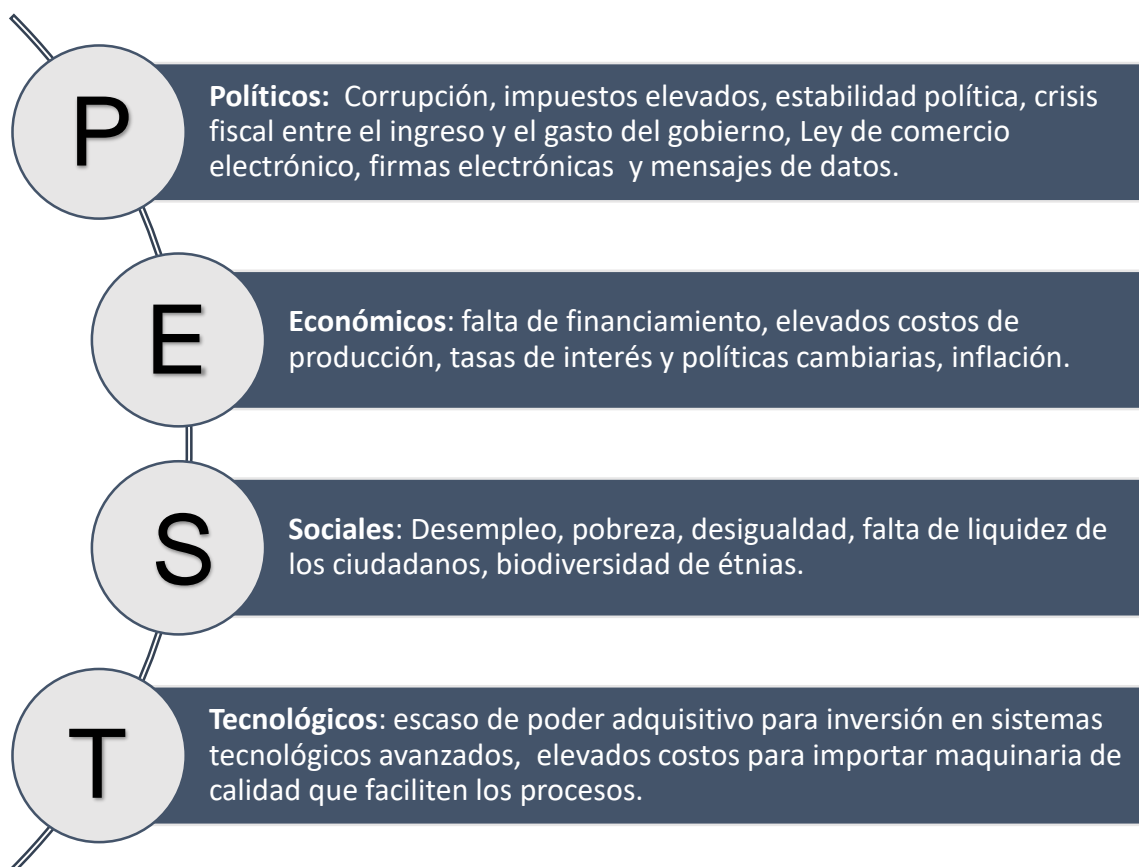 P
Políticos: Corrupción, impuestos elevados, estabilidad política, crisis
fiscal entre el ingreso y el gasto del gobierno, Ley de comercio
electrónico, firmas electrónicas y mensajes de datos.
E
Económicos: falta de financiamiento, elevados costos de
producción, tasas de interés y políticas cambiarias, inflación.
S
Sociales: Desempleo, pobreza, desigualdad, falta de liquidez de
los ciudadanos, biodiversidad de étnias.
T
Tecnológicos: escaso de poder adquisitivo para inversión en sistemas
tecnológicos avanzados, elevados costos para importar maquinaria de
calidad que faciliten los procesos.